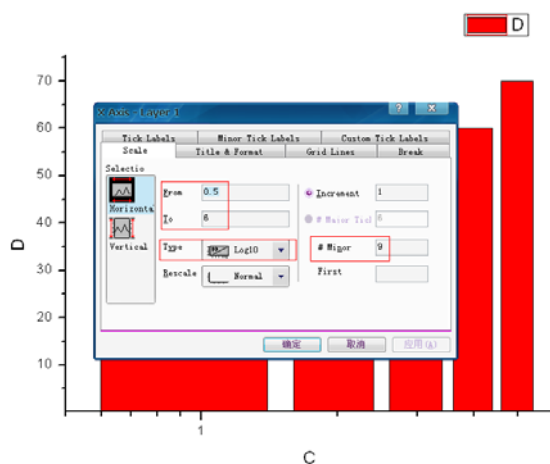 D
70
60
50
40
30
20
10
D
1
C
X Axis - Layer 1
Tick Labels Minor Tick Labels Custom Tick Labels
Scale Title & Format Grid Lines Break
Selectio
Horizonta
Vertical
From 0.5
To 6
Type Log10
Rescale Normal
Increment 1
# Major Ticl 6
# Minor 9
First
确定 取消 应用(A)